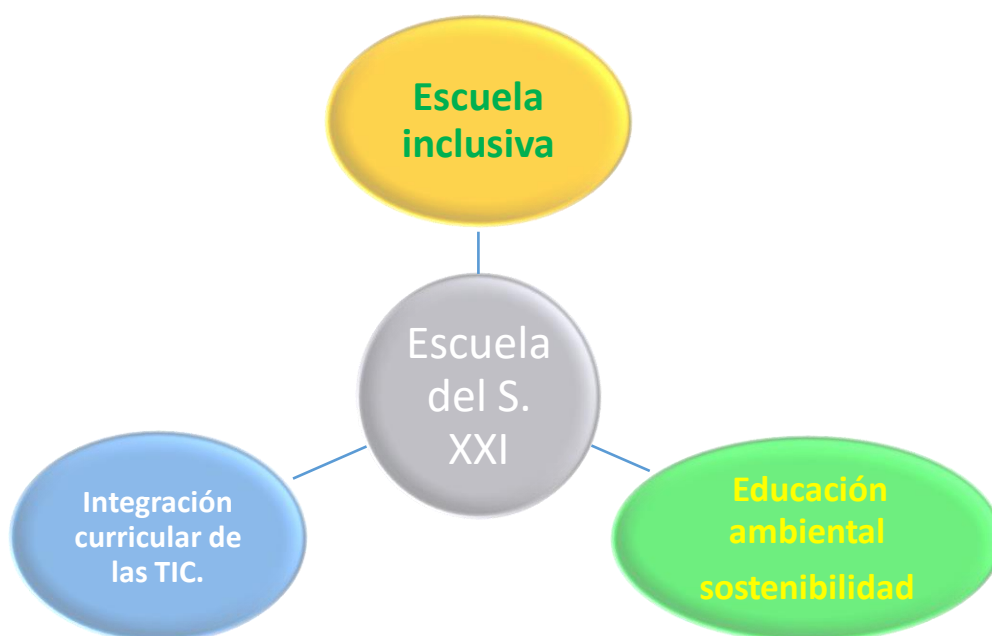 Escuela
inclusiva
Escuela
del S.
XXI
Integración
curricular de
las TIC.
Educación
ambiental
sostenibilidad